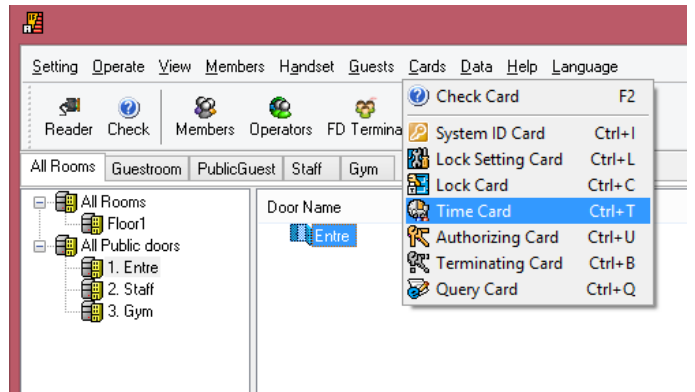 Setting Operate View Members Handset Guests Cards Data Help Language
Reader Check Members Operators FD Termina
All Rooms Guestroom PublicGuest Staff Gym
Check Card F2
System ID Card Ctrl+I
Lock Setting Card Ctrl+L
Lock Card Ctrl+C
Time Card Ctrl+T
Authorizing Card Ctrl+U
Terminating Card Ctrl+B
Query Card Ctrl+Q
All Rooms
Floor1
All Public doors
1. Entre
2. Staff
3. Gym
Door Name
Entre